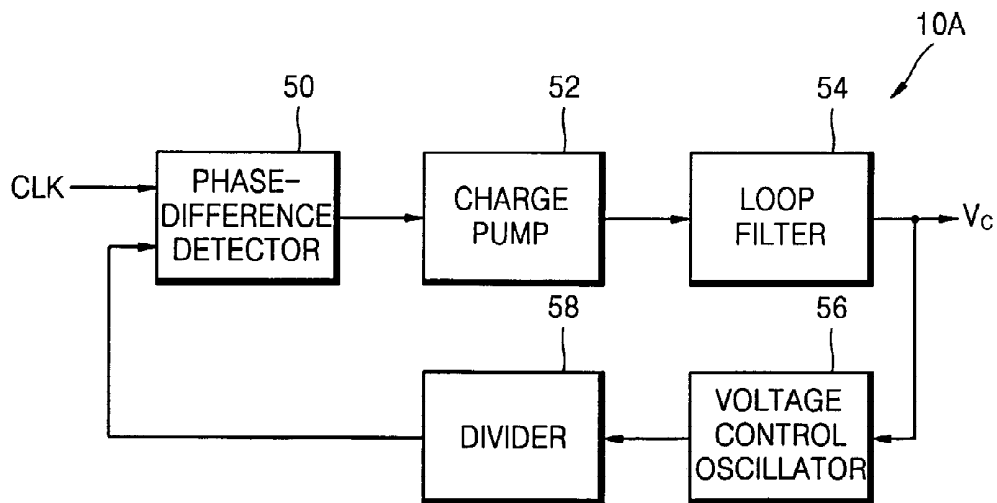 10A
50
52
54
CLK
PHASE-
DIFFERENCE
DETECTOR
CHARGE
PUMP
LOOP
FILTER
Vc
58
56
DIVIDER
VOLTAGE
CONTROL
OSCILLATOR